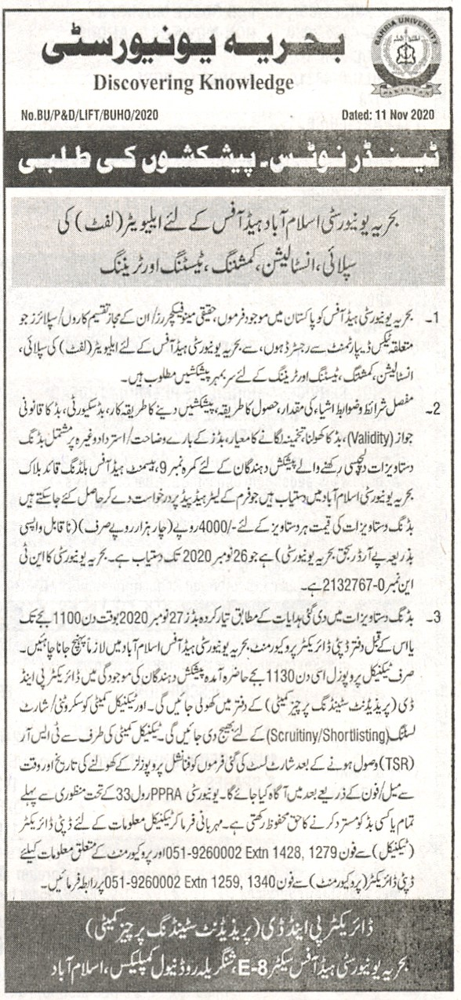 بحریہ یونیورسٹی
BAHRIA UNIVERSITY
PAKISTAN
Discovering Knowledge
No.BU/P&D/LIFT/BUHO/2020
Dated: 11 Nov 2020
ٹینڈر نوٹس۔ پیشکشوں کی طلبی
بحریہ یونیورسٹی اسلام آباد ہیڈ آفس کے لئے ایلیویٹر (لفٹ) کی
سپلائی، انسٹالیشن، کمشننگ، ٹیسٹنگ اور ٹریننگ
1۔ بحریہ یونیورسٹی ہیڈ آفس کو پاکستان میں موجود فرموں، حقیقی مینوفیکچررز/ ان کے مجاز تقسیم کاروں/ سپلائرز جو
متعلقہ ٹیکس ڈیپارٹمنٹ سے رجسٹرڈ ہوں، سے بحریہ یونیورسٹی ہیڈ آفس کے لئے ایلیویٹر (لفٹ) کی سپلائی،
انسٹالیشن، کمشننگ، ٹیسٹنگ اور ٹریننگ کے لئے سربمہر پیشکشیں مطلوب ہیں۔
2۔ مفصل شرائط و ضوابط اشیاء کی مقدار، حصول کا طریقہ، پیشکشیں دینے کا طریقہ کار، بڈ سکیورٹی، بڈ کا قانونی
جواز (Validity)، بڈ کا کھولنا، تخمینہ لگانے کا معیار، بڈز کے بارے وضاحت/ استرداد وغیرہ پر مشتمل بڈنگ
دستاویزات دلچسپی رکھنے والے پیشکش دہندگان کے لئے کمرہ نمبر 9، بیسمنٹ ہیڈ آفس بلڈنگ قائد بلاک
بحریہ یونیورسٹی اسلام آباد میں دستیاب ہیں جو فرم کے لیٹر ہیڈ پیڈ پر درخواست دے کر حاصل کئے جاسکتے ہیں
بڈنگ دستاویزات کی قیمت ہر دستاویز کے لئے -/4000 روپے (چار ہزار روپے صرف) (ناقابل واپسی
بذریعہ پے آرڈر بحق بحریہ یونیورسٹی) ہے جو 26 نومبر 2020 تک دستیاب ہے۔ بحریہ یونیورسٹی کا این ٹی
این نمبر 0-2132767 ہے۔
3۔ بڈنگ دستاویزات میں دی گئی ہدایات کے مطابق تیار کردہ بڈز 27 نومبر 2020 بوقت دن 1100 بجے تک
یا اس کے قبل دفتر ڈپٹی ڈائریکٹر پروکیورمنٹ بحریہ یونیورسٹی ہیڈ آفس اسلام آباد میں لازماً پہنچ جانا چاہئیں۔
صرف ٹیکنیکل پروپوزل اسی دن 1130 بجے حاضر ہ آمدہ پیشکش دہندگان کی موجودگی میں ڈائریکٹر پی اینڈ
ڈی (پریذیڈنٹ سٹینڈنگ پرچیز کمیٹی) کے دفتر میں کھولی جائیں گی۔ اور ٹیکنیکل کمیٹی کو سکروٹنی/ شارٹ
لسٹنگ (Scruitiny/Shortlisting) کے لئے بھیج دی جائیں گی۔ ٹیکنیکل کمیٹی کی طرف سے ٹی ایس آر
(TSR) وصول ہونے کے بعد شارٹ لسٹ کی گئی فرموں کو فنانشل پروپوزلز کے کھولنے کی تاریخ اور وقت
سے میل/فون کے ذریعے بعد میں آگاہ کیا جائے گا۔ یونیورسٹی PPRA رول 33 کے تحت منظوری سے پہلے
تمام یا کسی بڈ کو مسترد کرنے کا حق محفوظ رکھتی ہے۔ مہربانی فرما کر ٹیکنیکل معلومات کے لئے ڈپٹی ڈائریکٹر
(ٹیکنیکل) سے فون 051-9260002 Extn 1428, 1279 اور پروکیورمنٹ کے متعلق معلومات کیلئے
ڈپٹی ڈائریکٹر (پروکیورمنٹ) سے فون 051-9260002 Extn 1259, 1340 پر رابطہ فرمائیں۔
ڈائریکٹر پی اینڈ ڈی (پریذیڈنٹ سٹینڈنگ پرچیز کمیٹی)
بحریہ یونیورسٹی ہیڈ آفس سیکٹر E-8، شنگریلہ روڈ نیول کمپلیکس، اسلام آباد